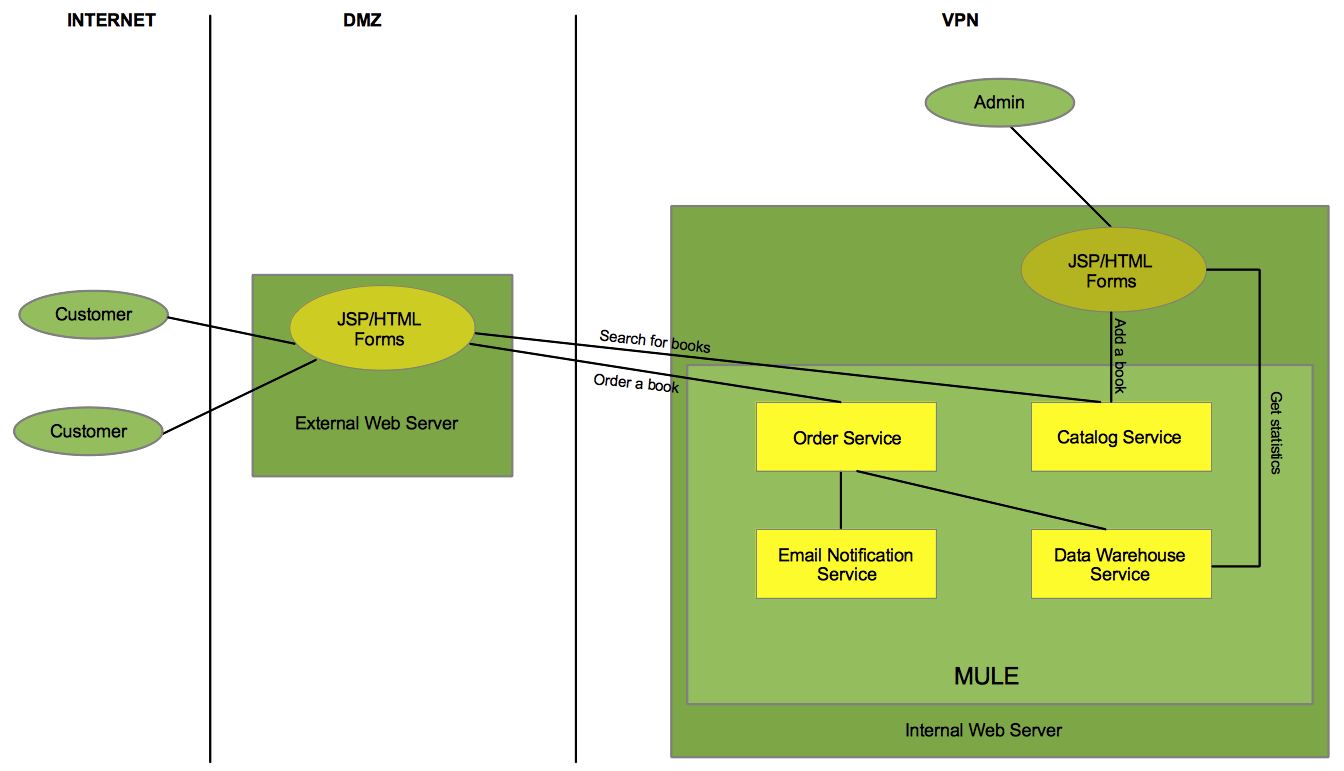 INTERNET
DMZ
VPN
Admin
JSP/HTML
Forms
Customer
JSP/HTML
Forms
Search for books
Add a book
Order a book
Get statistics
Customer
External Web Server
Order Service
Catalog Service
Email Notification
Service
Data Warehouse
Service
MULE
Internal Web Server